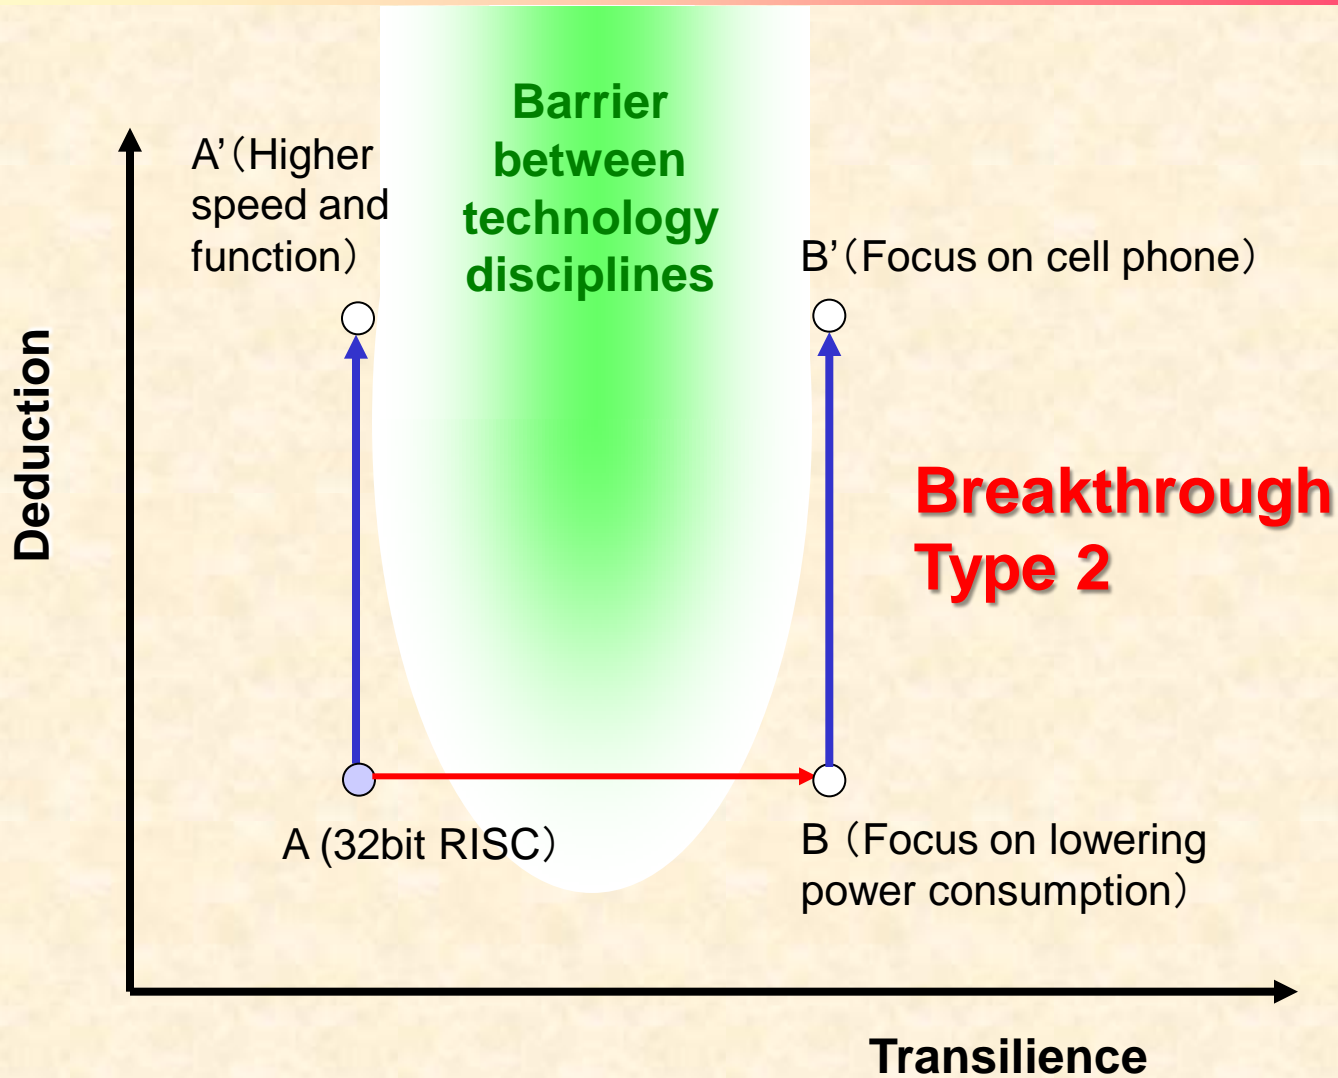 Barrier
between
technology
disciplines
A’（Higher
speed and
function）
B’（Focus on cell phone）
Deduction
Breakthrough
Type 2
A (32bit RISC）
B （Focus on lowering
power consumption）
Transilience